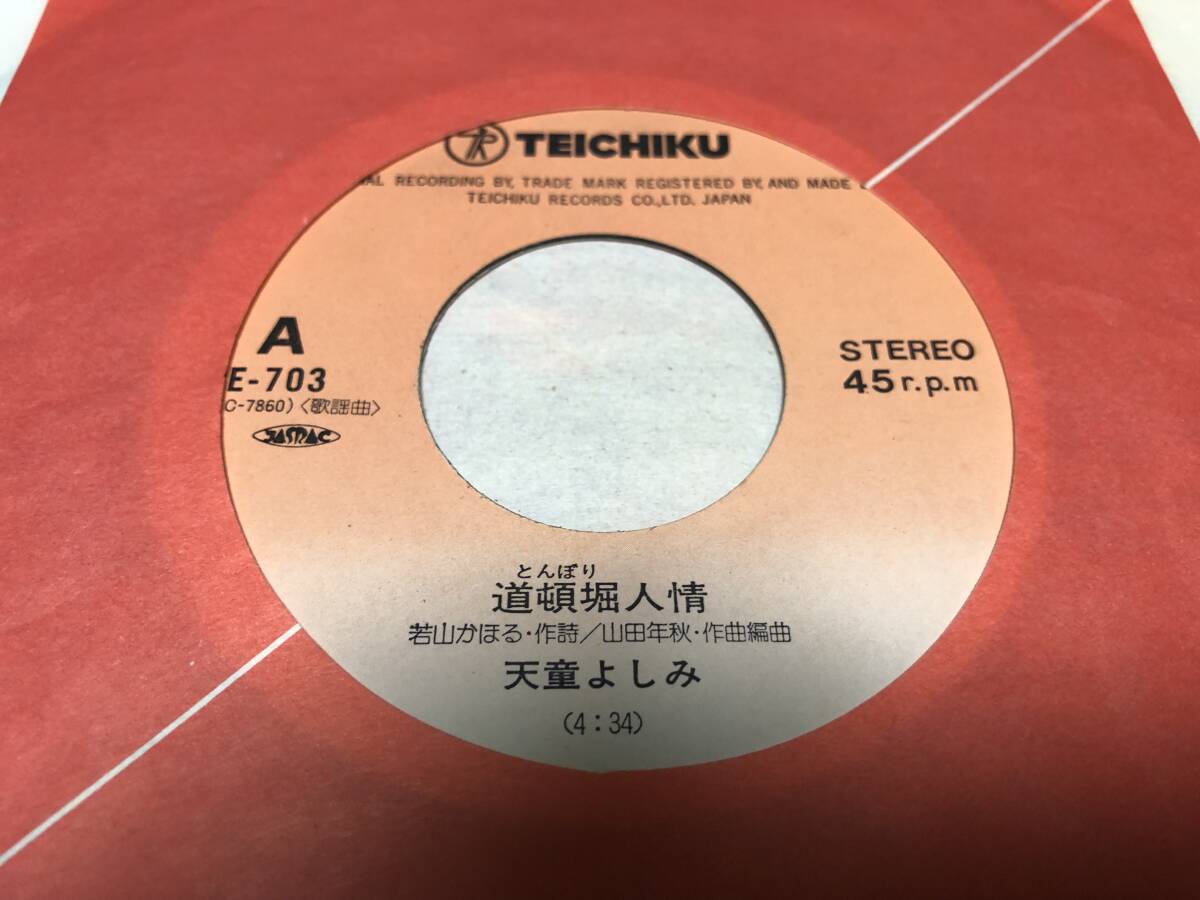 TEICHIKU
RECORDING BY, TRADE MARK REGISTERED BY, AND MADE
TEICHIKU RECORDS CO.,LTD. JAPAN
A
E-703
C-7860)〈歌謡曲〉
JASRAC
STEREO
45 r.p.m
とんぼり
道頓堀人情
若山かほる・作詩/山田年秋・作曲編曲
天童よしみ
(4:34)